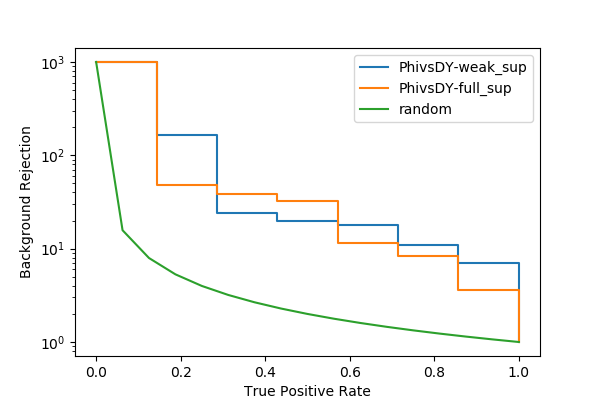 PhivsDY-weak_sup
PhivsDY-full_sup
random
Background Rejection
10³
10²
10¹
10⁰
0.0 0.2 0.4 0.6 0.8 1.0
True Positive Rate